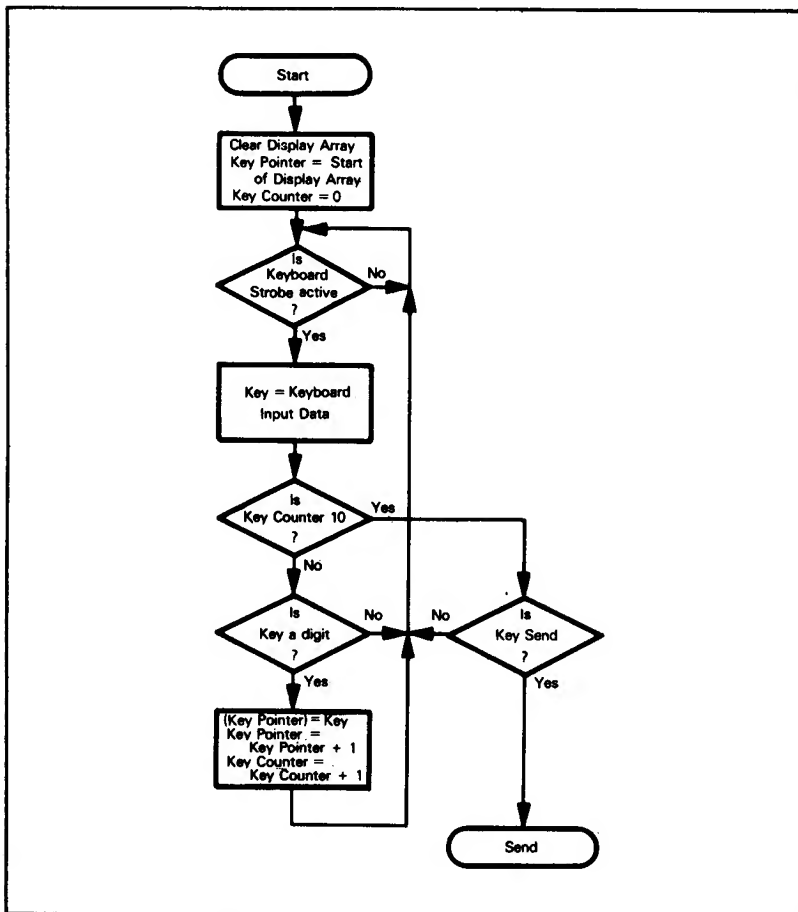 Start
Clear Display Array
Key Pointer = Start
of Display Array
Key Counter = 0
Is
Keyboard
Strobe active
?
No
Yes
Key = Keyboard
Input Data
Is
Key Counter 10
?
Yes
No
Is
Key a digit
?
No
No
Is
Key Send
?
Yes
Yes
(Key Pointer) = Key
Key Pointer =
Key Pointer + 1
Key Counter =
Key Counter + 1
Send